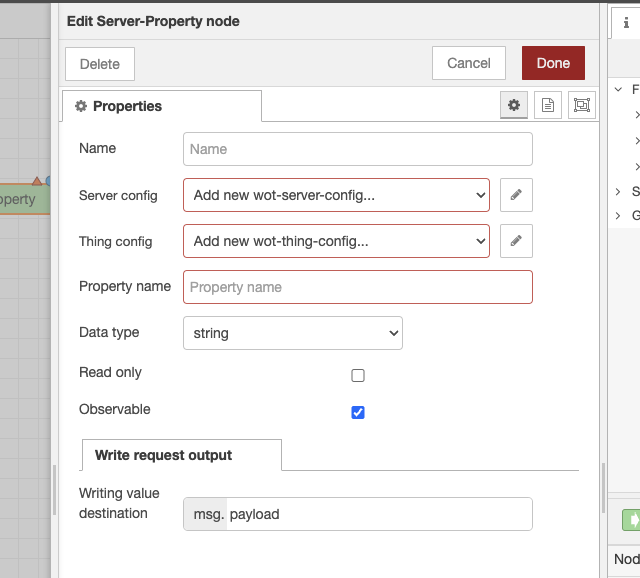 Edit Server-Property node
Delete
Cancel
Done
Properties
Name
Name
Server config
Add new wot-server-config...
Thing config
Add new wot-thing-config...
Property name
Property name
Data type
string
Read only
Observable
Write request output
Writing value
destination
msg. payload
operty
i
F
S
G
Nod